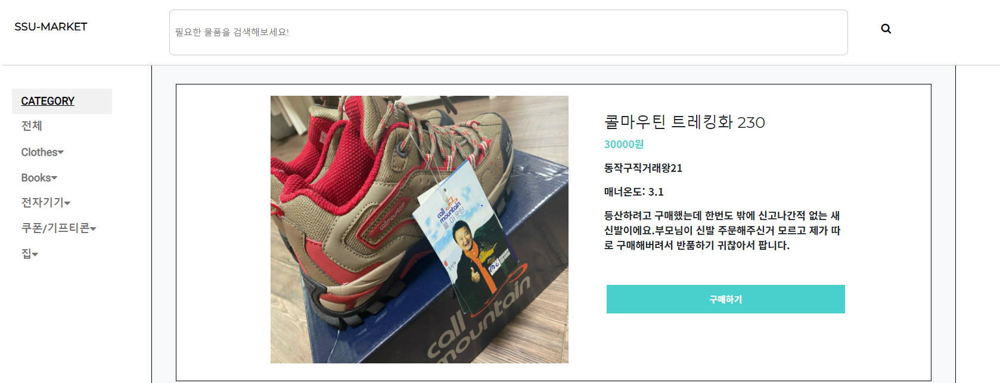 SSU-MARKET
필요한 물품을 검색해보세요!
CATEGORY
전체
Clothes
Books
전자기기
쿠폰/기프티콘
집
콜마우틴 트레킹화 230
30000원
동작구직거래왕21
매너온도: 3.1
등산하려고 구매했는데 한번도 밖에 신고나간적 없는 새
신발이에요.부모님이 신발 주문해주신거 모르고 제가 따
로 구매해버려서 반품하기 귀찮아서 팝니다.
구매하기
callmountain
call
mountain
콜·마·운틴
call
mountain